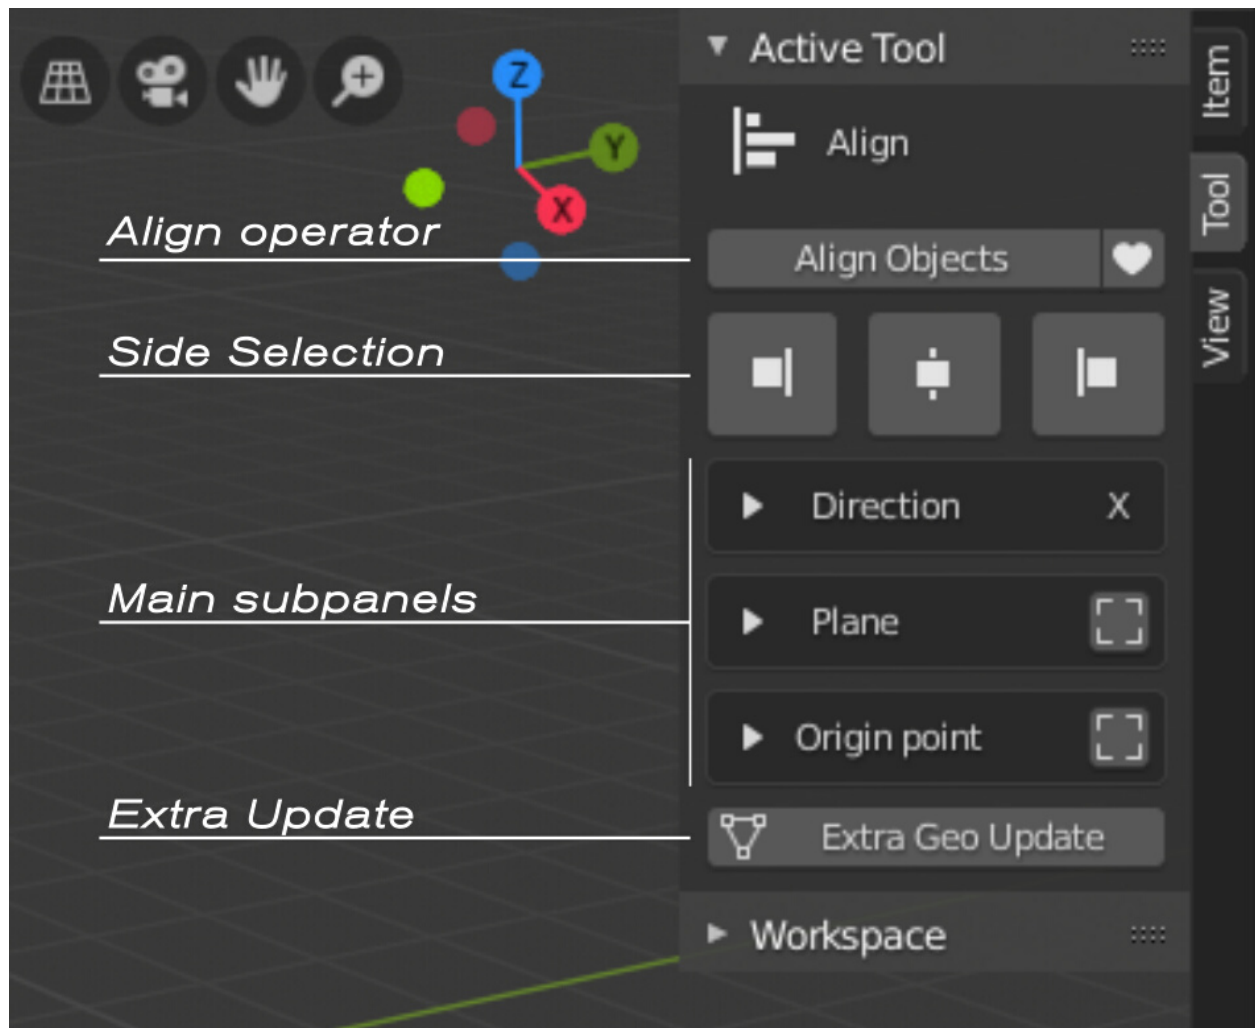 Active Tool
Item
Z
Y
X
Align
Tool
Align operator
Align Objects
Side Selection
View
Direction X
Main subpanels
Plane
Origin point
Extra Update
Extra Geo Update
Workspace